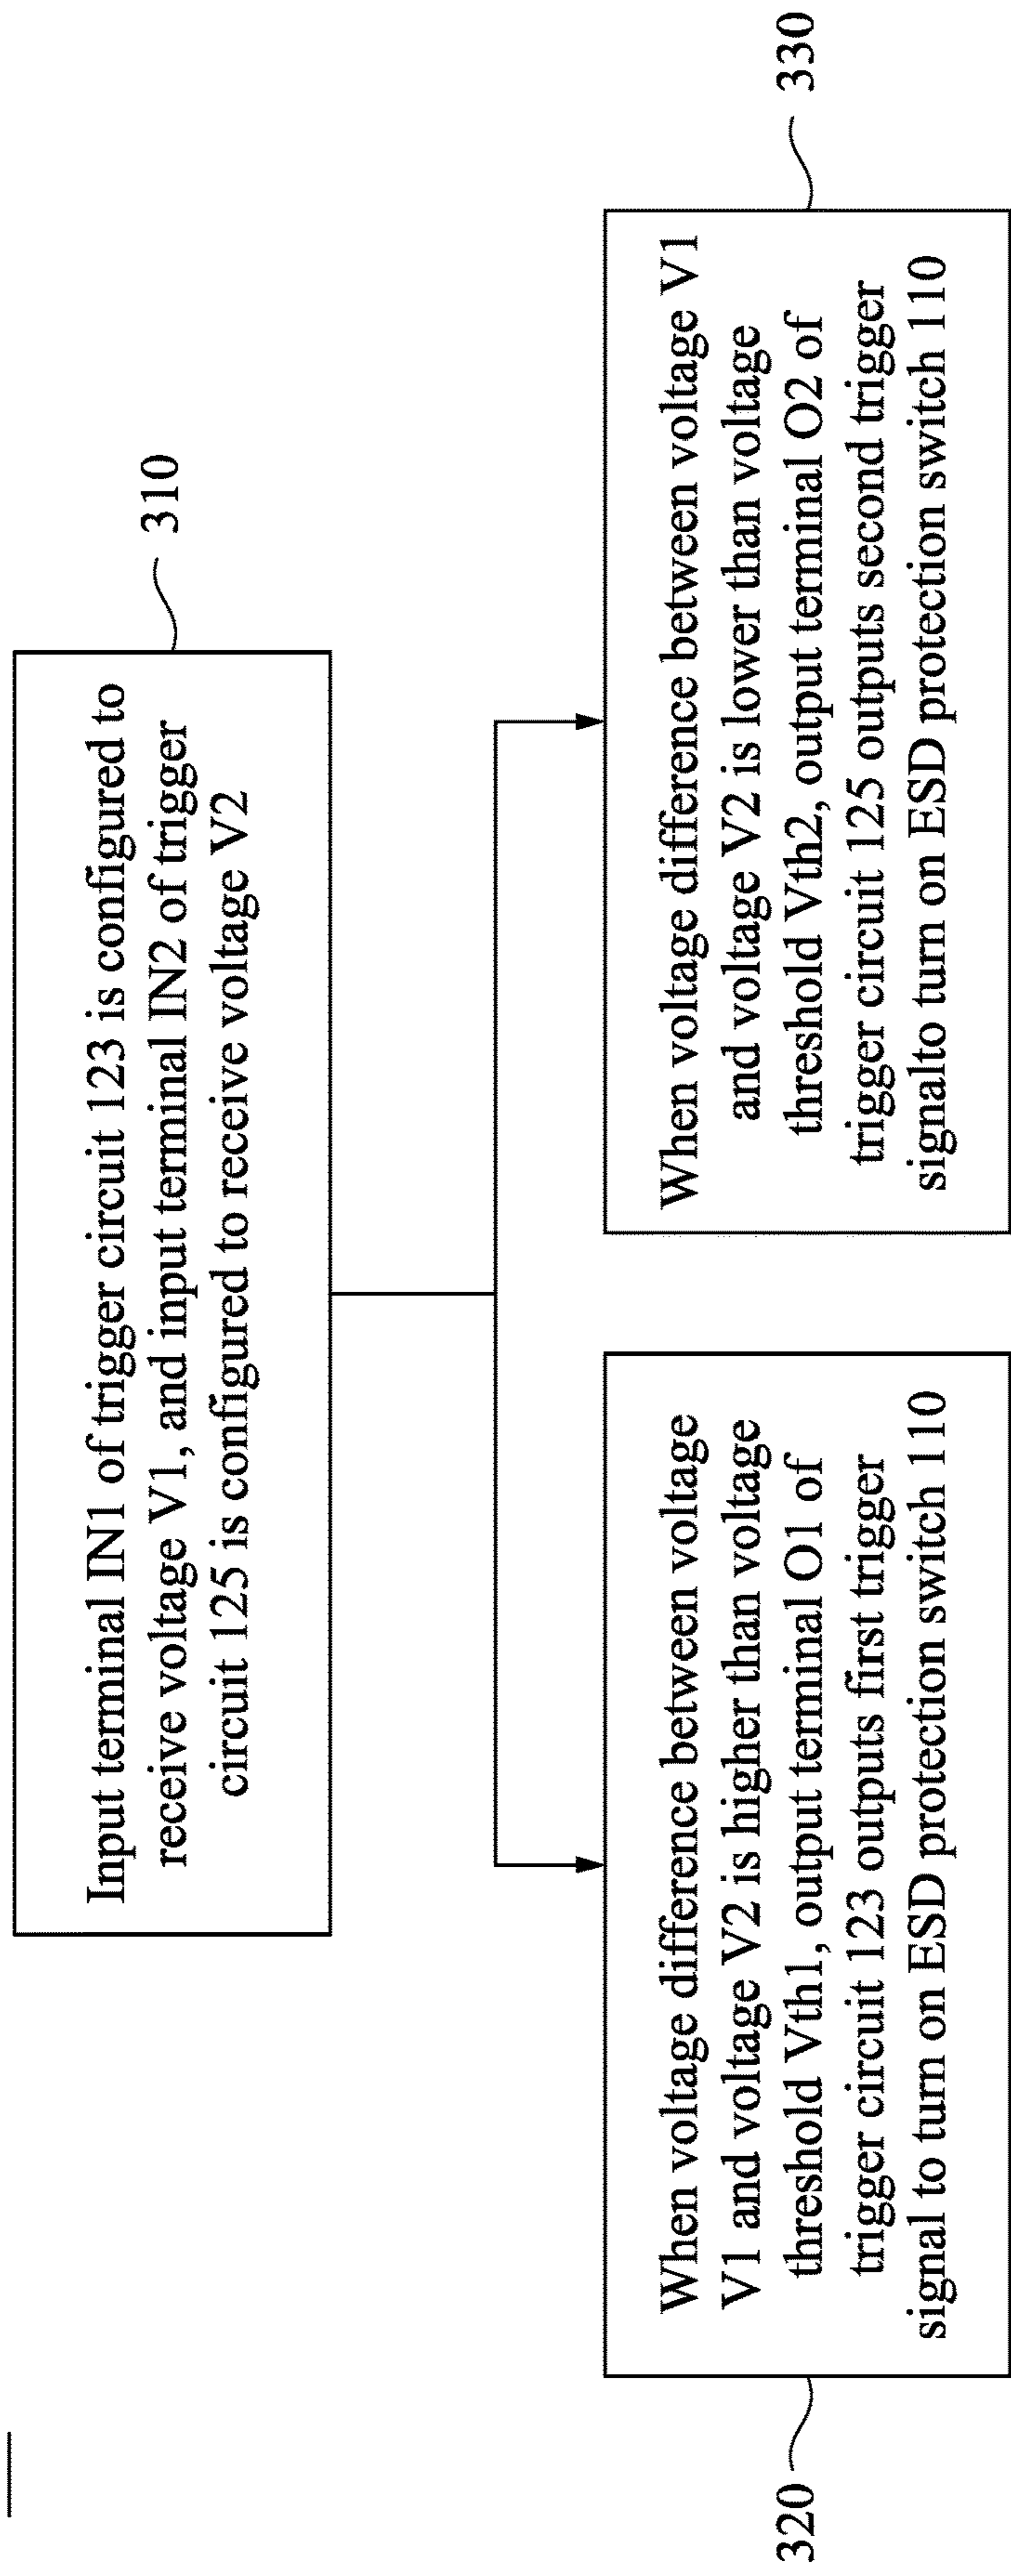 310
Input terminal IN1 of trigger circuit 123 is configured to
receive voltage V1, and input terminal IN2 of trigger
circuit 125 is configured to receive voltage V2
320
When voltage difference between voltage
V1 and voltage V2 is higher than voltage
threshold Vth1, output terminal O1 of
trigger circuit 123 outputs first trigger
signal to turn on ESD protection switch 110
330
When voltage difference between voltage V1
and voltage V2 is lower than voltage
threshold Vth2, output terminal O2 of
trigger circuit 125 outputs second trigger
signalto turn on ESD protection switch 110